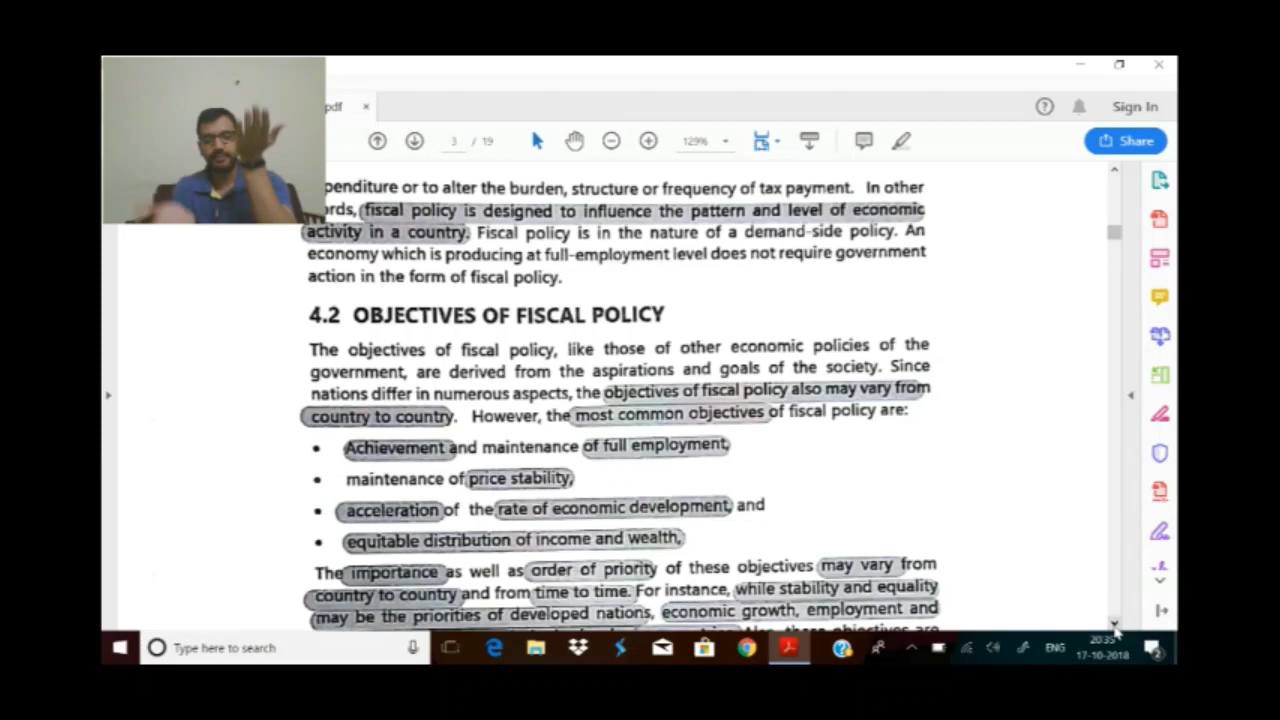 pdf
Sign In
3 / 19
129%
Share
penditure or to alter the burden, structure or frequency of tax payment. In other
ords, fiscal policy is designed to influence the pattern and level of economic
activity in a country. Fiscal policy is in the nature of a demand-side policy. An
economy which is producing at full-employment level does not require government
action in the form of fiscal policy.
4.2 OBJECTIVES OF FISCAL POLICY
The objectives of fiscal policy, like those of other economic policies of the
government, are derived from the aspirations and goals of the society. Since
nations differ in numerous aspects, the objectives of fiscal policy also may vary from
country to country. However, the most common objectives of fiscal policy are:
• Achievement and maintenance of full employment,
• maintenance of price stability,
• acceleration of the rate of economic development, and
• equitable distribution of income and wealth,
The importance as well as order of priority of these objectives may vary from
country to country and from time to time. For instance, while stability and equality
may be the priorities of developed nations, economic growth, employment and
Type here to search
ENG
20:35
17-10-2018